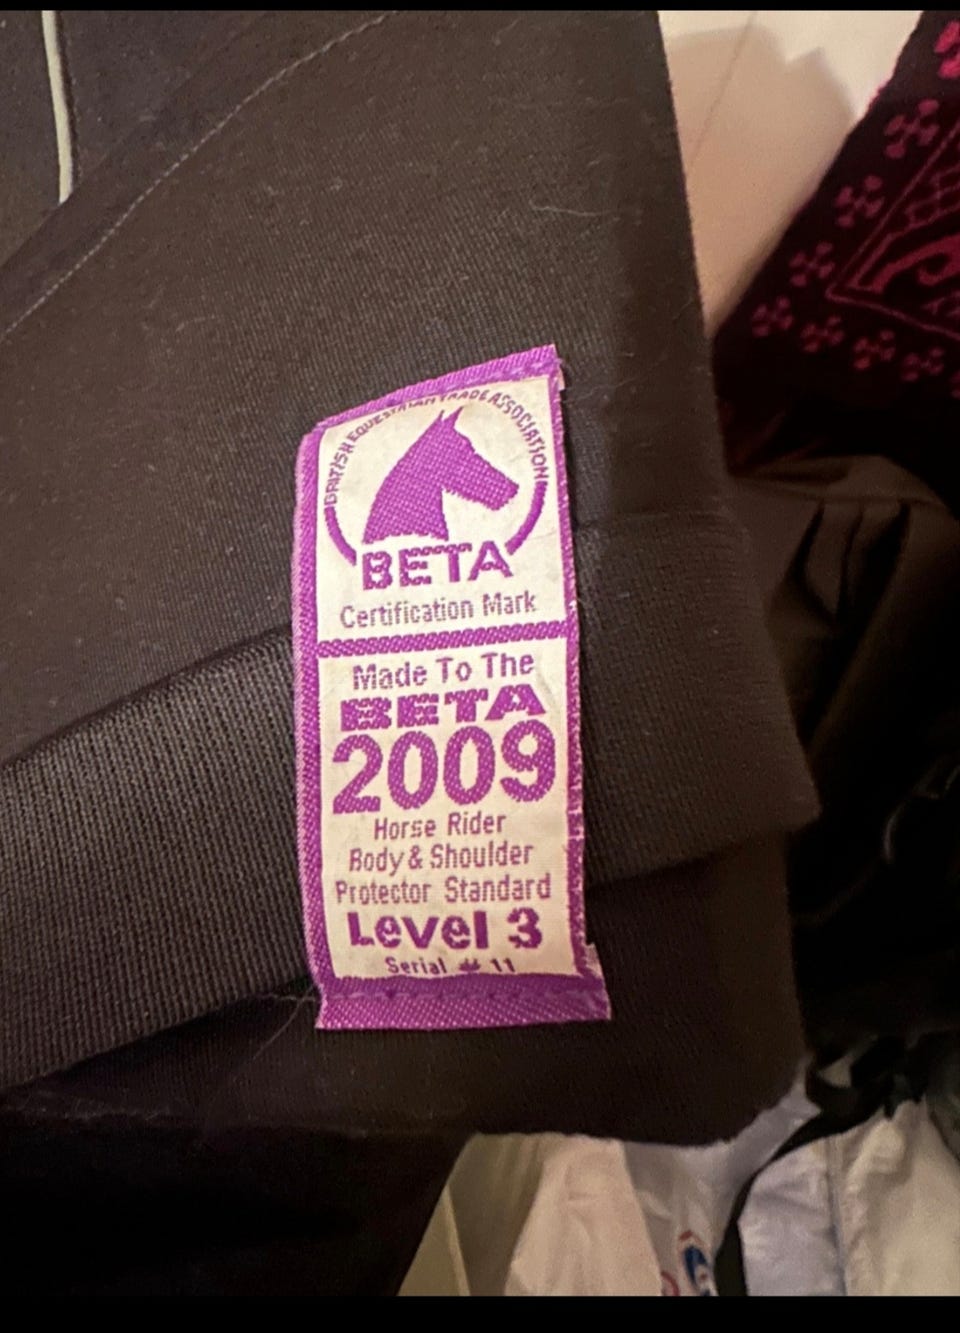 BRITISH EQUESTRIAN TRADE ASSOCIATION
BETA
Certification Mark
Made To The
BETA
2009
Horse Rider
Body & Shoulder
Protector Standard
Level 3
Serial # 11